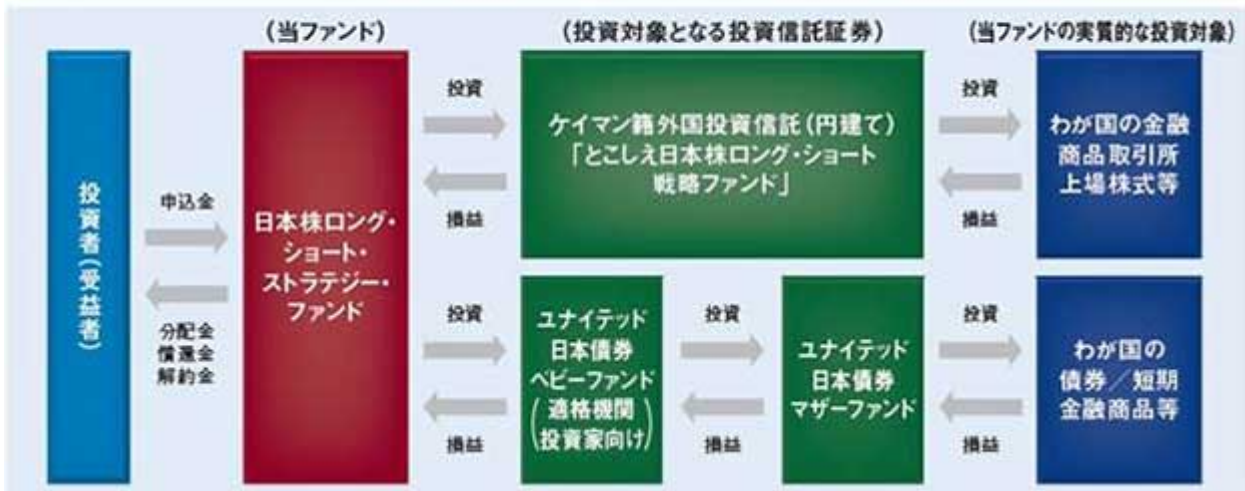 (当ファンド)
(投資対象となる投資信託証券)
(当ファンドの実質的な投資対象)
投資者(受益者)
申込金
分配金
償還金
解約金
日本株ロング・
ショート・
ストラテジー・
ファンド
投資
損益
ケイマン籍外国投資信託(円建て)
「とこしえ日本株ロング・ショート
戦略ファンド」
投資
損益
わが国の金融
商品取引所
上場株式等
投資
損益
ユナイテッド
日本債券
ベビーファンド
(適格機関
投資家向け)
投資
損益
ユナイテッド
日本債券
マザーファンド
投資
損益
わが国の
債券/短期
金融商品等